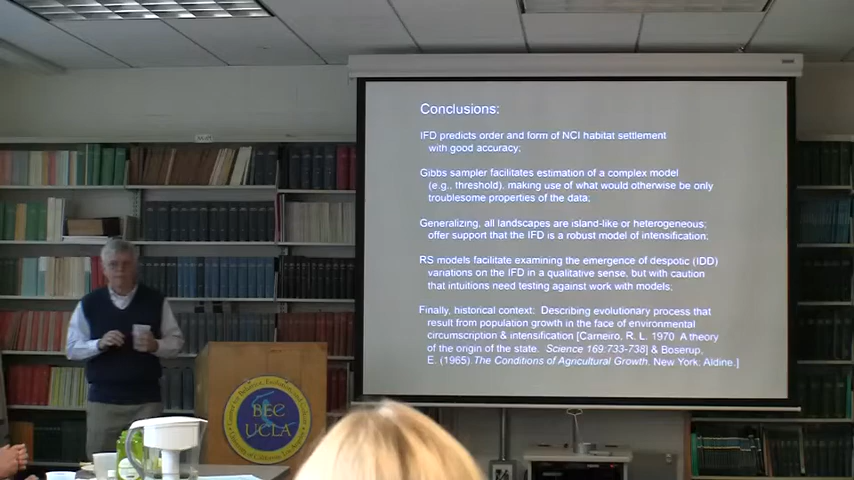 Conclusions:
IFD predicts order and form of NCI habitat settlement
with good accuracy;
Gibbs sampler facilitates estimation of a complex model
(e.g., threshold), making use of what would otherwise be only
troublesome properties of the data;
Generalizing, all landscapes are island-like or heterogeneous;
offer support that the IFD is a robust model of intensification;
RS models facilitate examining the emergence of despotic (IDD)
variations on the IFD in a qualitative sense, but with caution
that intuitions need testing against work with models;
Finally, historical context: Describing evolutionary process that
result from population growth in the face of environmental
circumscription & intensification [Carneiro, R. L. 1970 A theory
of the origin of the state. Science 169:733-738] & Boserup,
E. (1965) The Conditions of Agricultural Growth. New York, Aldine.]
Center for Behavior, Evolution, and
BEC
UCLA